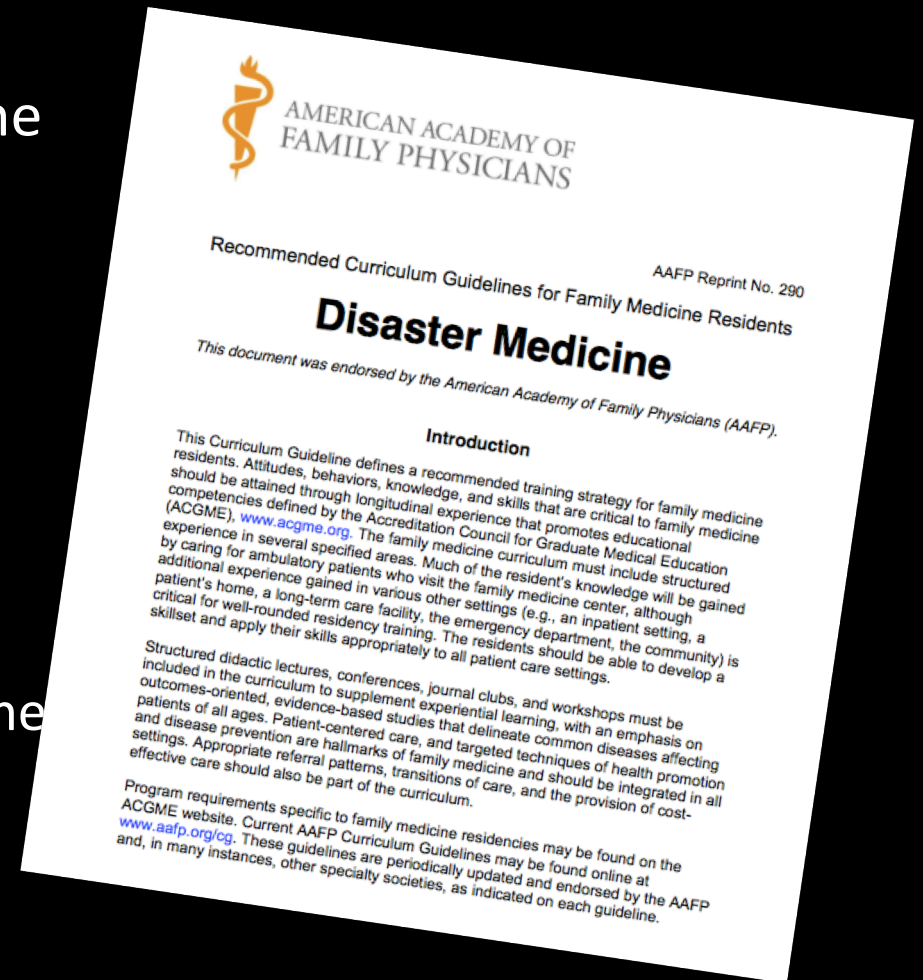 ne
AMERICAN ACADEMY OF
FAMILY PHYSICIANS
AAFP Reprint No. 290
Recommended Curriculum Guidelines for Family Medicine Residents
Disaster Medicine
This document was endorsed by the American Academy of Family Physicians (AAFP).
Introduction
This Curriculum Guideline defines a recommended training strategy for family medicine
residents. Attitudes, behaviors, knowledge, and skills that are critical to family medicine
should be attained through longitudinal experience that promotes educational
competencies defined by the Accreditation Council for Graduate Medical Education
(ACGME), www.acgme.org. The family medicine curriculum must include structured
experience in several specified areas. Much of the resident's knowledge will be gained
by caring for ambulatory patients who visit the family medicine center, although
additional experience gained in various other settings (e.g., an inpatient setting, a
patient's home, a long-term care facility, the emergency department, the community) is
critical for well-rounded residency training. The residents should be able to develop a
skillset and apply their skills appropriately to all patient care settings.
Structured didactic lectures, conferences, journal clubs, and workshops must be
included in the curriculum to supplement experiential learning, with an emphasis on
outcomes-oriented, evidence-based studies that delineate common diseases affecting
patients of all ages. Patient-centered care, and targeted techniques of health promotion
and disease prevention are hallmarks of family medicine and should be integrated in all
settings. Appropriate referral patterns, transitions of care, and the provision of cost-
effective care should also be part of the curriculum.
ne
Program requirements specific to family medicine residencies may be found on the
ACGME website. Current AAFP Curriculum Guidelines may be found online at
www.aafp.org/cg. These guidelines are periodically updated and endorsed by the AAFP
and, in many instances, other specialty societies, as indicated on each guideline.